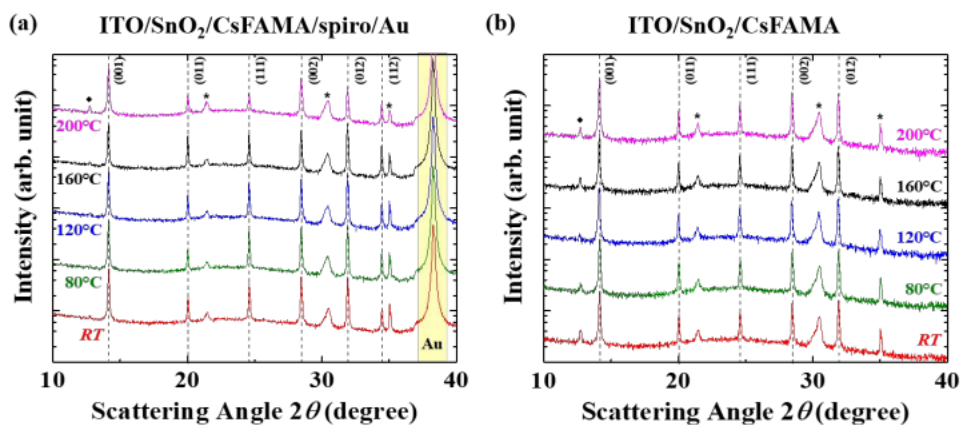 (a) ITO/SnO₂/CsFAMA/spiro/Au
(001)
(011)
(111)
(002)
(012)
(112)
200°C
160°C
120°C
80°C
RT
Au
Intensity (arb. unit)
10 20 30 40
Scattering Angle 2θ (degree)
(b) ITO/SnO₂/CsFAMA
(001)
(011)
(111)
(002)
(012)
200°C
160°C
120°C
80°C
RT
Intensity (arb. unit)
10 20 30 40
Scattering Angle 2θ (degree)